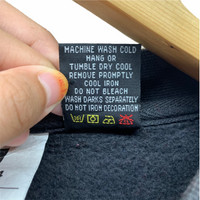 MACHINE WASH COLD
HANG OR
TUMBLE DRY COOL
REMOVE PROMPTLY
COOL IRON
DO NOT BLEACH
WASH DARKS SEPARATELY
DO NOT IRON DECORATION